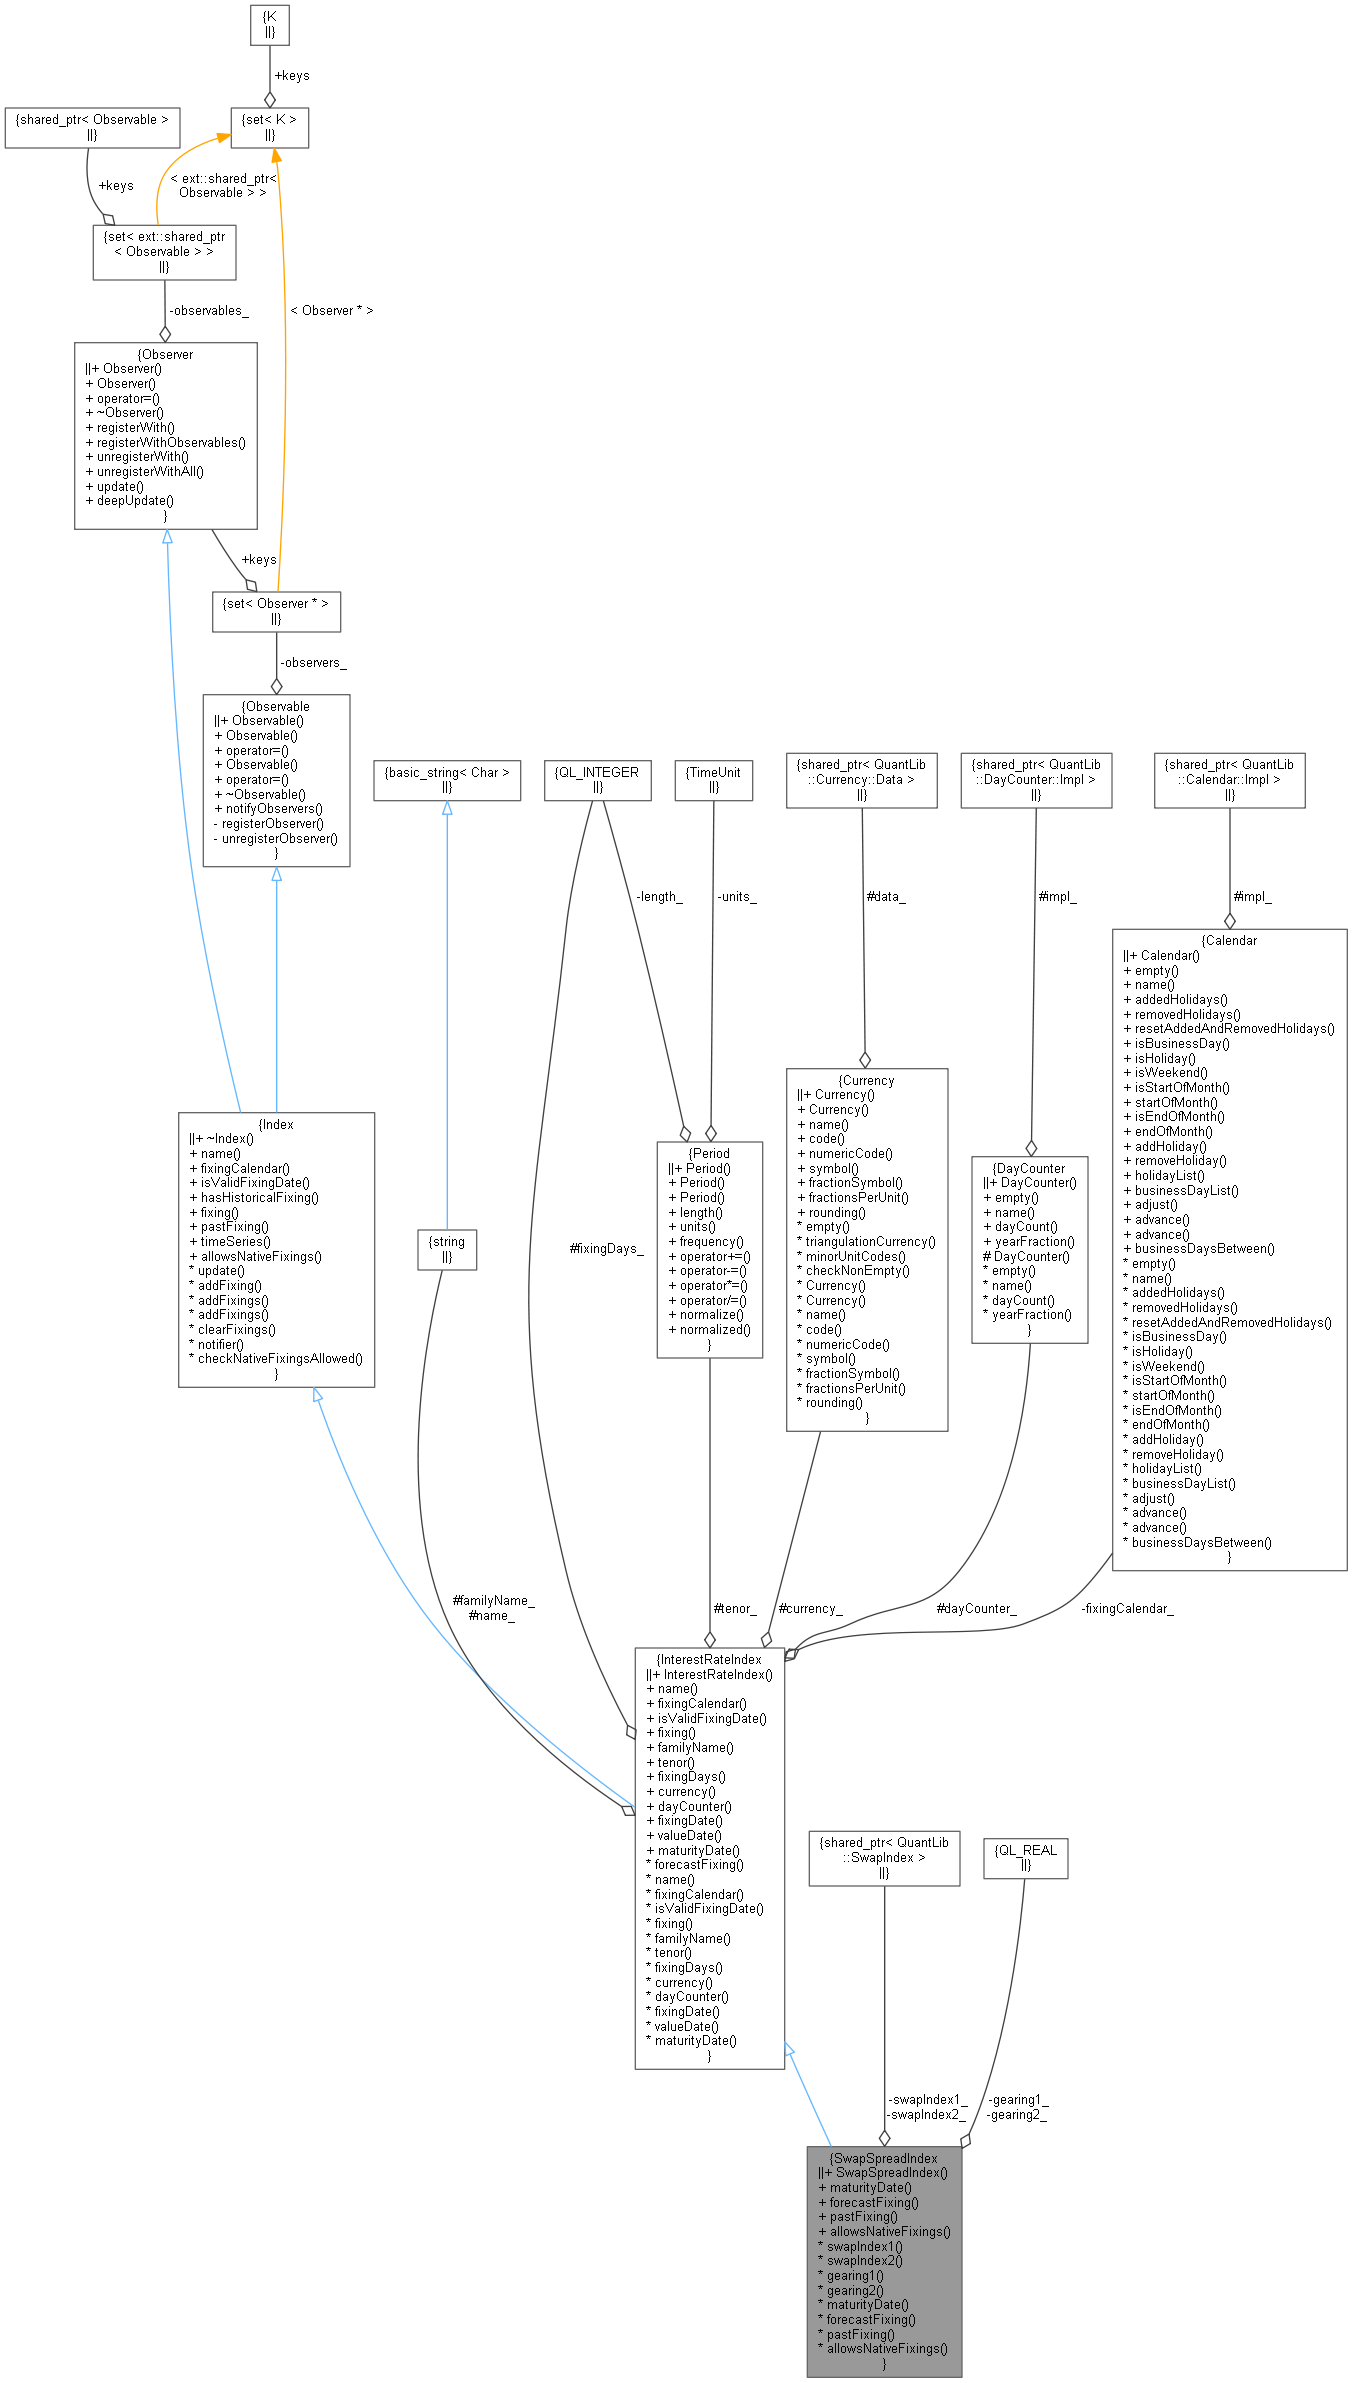 {K
||}
+keys
{shared_ptr< Observable >
||}
{set< K >
||}
+keys
< ext::shared_ptr<
Observable > >
{set< ext::shared_ptr
< Observable > >
||}
-observables_
< Observer * >
{Observer
||+ Observer()
+ Observer()
+ operator=()
+ ~Observer()
+ registerWith()
+ registerWithObservables()
+ unregisterWith()
+ unregisterWithAll()
+ update()
+ deepUpdate()
}
+keys
{set< Observer * >
||}
-observers_
{Observable
||+ Observable()
+ Observable()
+ operator=()
+ Observable()
+ operator=()
+ ~Observable()
+ notifyObservers()
- registerObserver()
- unregisterObserver()
}
{basic_string< Char >
||}
{QL_INTEGER
||}
{TimeUnit
||}
{shared_ptr< QuantLib
::Currency::Data >
||}
{shared_ptr< QuantLib
::DayCounter::Impl >
||}
{shared_ptr< QuantLib
::Calendar::Impl >
||}
-length_
-units_
#data_
#impl_
#impl_
{Calendar
||+ Calendar()
+ empty()
+ name()
+ addedHolidays()
+ removedHolidays()
+ resetAddedAndRemovedHolidays()
+ isBusinessDay()
+ isHoliday()
+ isWeekend()
+ isStartOfMonth()
+ startOfMonth()
+ isEndOfMonth()
+ endOfMonth()
+ addHoliday()
+ removeHoliday()
+ holidayList()
+ businessDayList()
+ adjust()
+ advance()
+ advance()
+ businessDaysBetween()
* empty()
* name()
* addedHolidays()
* removedHolidays()
* resetAddedAndRemovedHolidays()
* isBusinessDay()
* isHoliday()
* isWeekend()
* isStartOfMonth()
* startOfMonth()
* isEndOfMonth()
* endOfMonth()
* addHoliday()
* removeHoliday()
* holidayList()
* businessDayList()
* adjust()
* advance()
* advance()
* businessDaysBetween()
}
{Currency
||+ Currency()
+ Currency()
+ name()
+ code()
+ numericCode()
+ symbol()
+ fractionSymbol()
+ fractionsPerUnit()
+ rounding()
* empty()
* triangulationCurrency()
* minorUnitCodes()
* checkNonEmpty()
* Currency()
* Currency()
* name()
* code()
* numericCode()
* symbol()
* fractionSymbol()
* fractionsPerUnit()
* rounding()
}
{Index
||+ ~Index()
+ name()
+ fixingCalendar()
+ isValidFixingDate()
+ hasHistoricalFixing()
+ fixing()
+ pastFixing()
+ timeSeries()
+ allowsNativeFixings()
* update()
* addFixing()
* addFixings()
* addFixings()
* clearFixings()
* notifier()
* checkNativeFixingsAllowed()
}
{Period
||+ Period()
+ Period()
+ Period()
+ length()
+ units()
+ frequency()
+ operator+=()
+ operator-=()
+ operator*=()
+ operator/=()
+ normalize()
+ normalized()
}
{DayCounter
||+ DayCounter()
+ empty()
+ name()
+ dayCount()
+ yearFraction()
# DayCounter()
* empty()
* name()
* dayCount()
* yearFraction()
}
{string
||}
#fixingDays_
#familyName_
#name_
#tenor_
#currency_
#dayCounter_
-fixingCalendar_
{InterestRateIndex
||+ InterestRateIndex()
+ name()
+ fixingCalendar()
+ isValidFixingDate()
+ fixing()
+ familyName()
+ tenor()
+ fixingDays()
+ currency()
+ dayCounter()
+ fixingDate()
+ valueDate()
+ maturityDate()
* forecastFixing()
* name()
* fixingCalendar()
* isValidFixingDate()
* fixing()
* familyName()
* tenor()
* fixingDays()
* currency()
* dayCounter()
* fixingDate()
* valueDate()
* maturityDate()
}
{shared_ptr< QuantLib
::SwapIndex >
||}
{QL_REAL
||}
-swapIndex1_
-swapIndex2_
-gearing1_
-gearing2_
{SwapSpreadIndex
||+ SwapSpreadIndex()
+ maturityDate()
+ forecastFixing()
+ pastFixing()
+ allowsNativeFixings()
* swapIndex1()
* swapIndex2()
* gearing1()
* gearing2()
* maturityDate()
* forecastFixing()
* pastFixing()
* allowsNativeFixings()
}